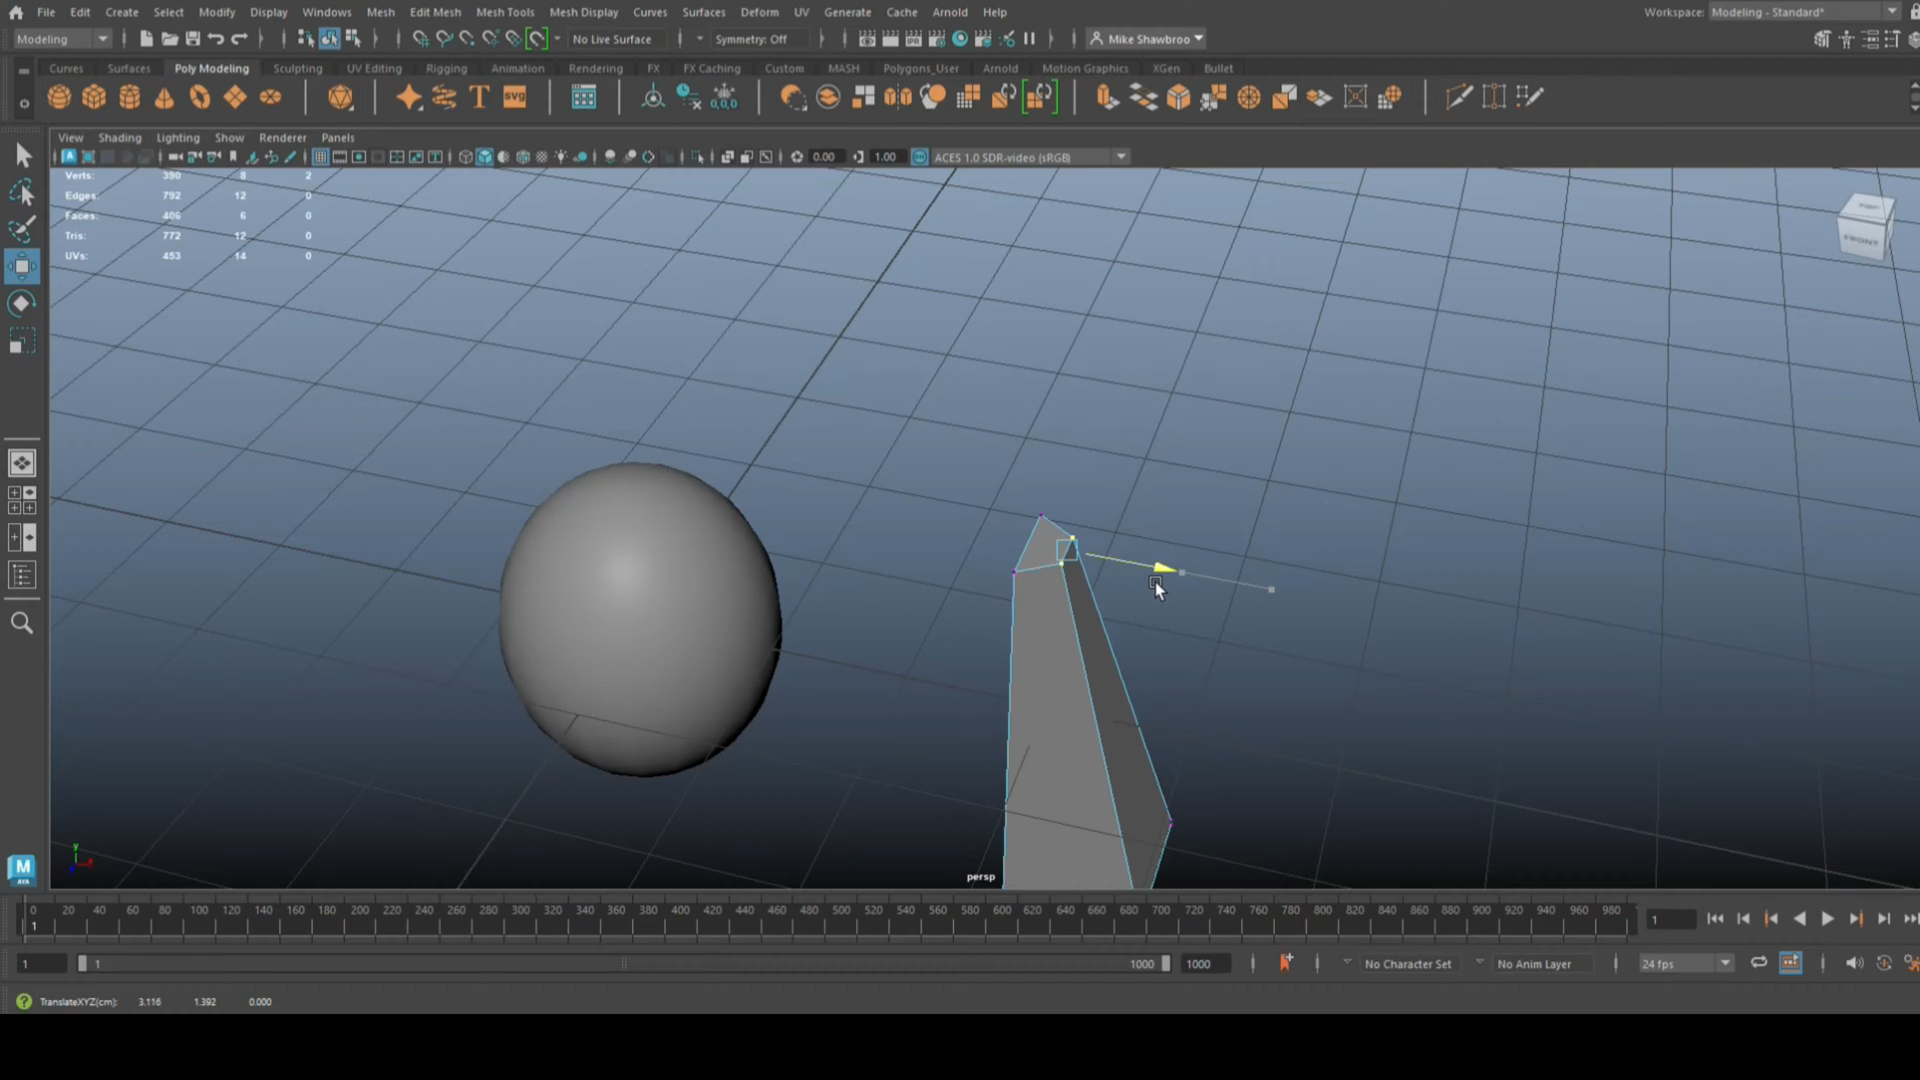 File Edit Create Select Modify Display Windows Mesh Edit Mesh Mesh Tools Mesh Display Curves Surfaces Deform UV Generate Cache Arnold Help Workspace: Modeling - Standard*
Modeling No Live Surface Symmetry: Off Mike Shawbroo
Curves Surfaces Poly Modeling Sculpting UV Editing Rigging Animation Rendering FX FX Caching Custom MASH Polygons_User Arnold Motion Graphics XGen Bullet
T SVG 0,0,0
View Shading Lighting Show Renderer Panels
0.00 1.00 ACES 1.0 SDR-video (sRGB)
Verts: 390 8 2
Edges: 792 12 0
Faces: 406 6 0
Tris: 772 12 0
UVs: 453 14 0
FRONT
y
M
AYA
persp
0 20 40 60 80 100 120 140 160 180 200 220 240 260 280 300 320 340 360 380 400 420 440 460 480 500 520 540 560 580 600 620 640 660 680 700 720 740 760 780 800 820 840 860 880 900 920 940 960 980
1 1
1 1 1000 1000 No Character Set No Anim Layer 24 fps
TranslateXYZ(cm): 3.116 1.392 0.000